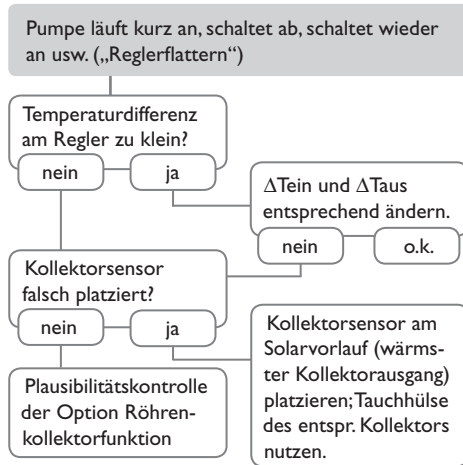 Pumpe läuft kurz an, schaltet ab, schaltet wieder
an usw. („Reglerflattern“)
Temperaturdifferenz
am Regler zu klein?
nein
ja
ΔTein und ΔTaus
entsprechend ändern.
nein
o.k.
Kollektorsensor
falsch platziert?
nein
ja
Kollektorsensor am
Solarvorlauf (wärms-
ter Kollektorausgang)
platzieren; Tauchhülse
des entspr. Kollektors
nutzen.
Plausibilitätskontrolle
der Option Röhren-
kollektorfunktion